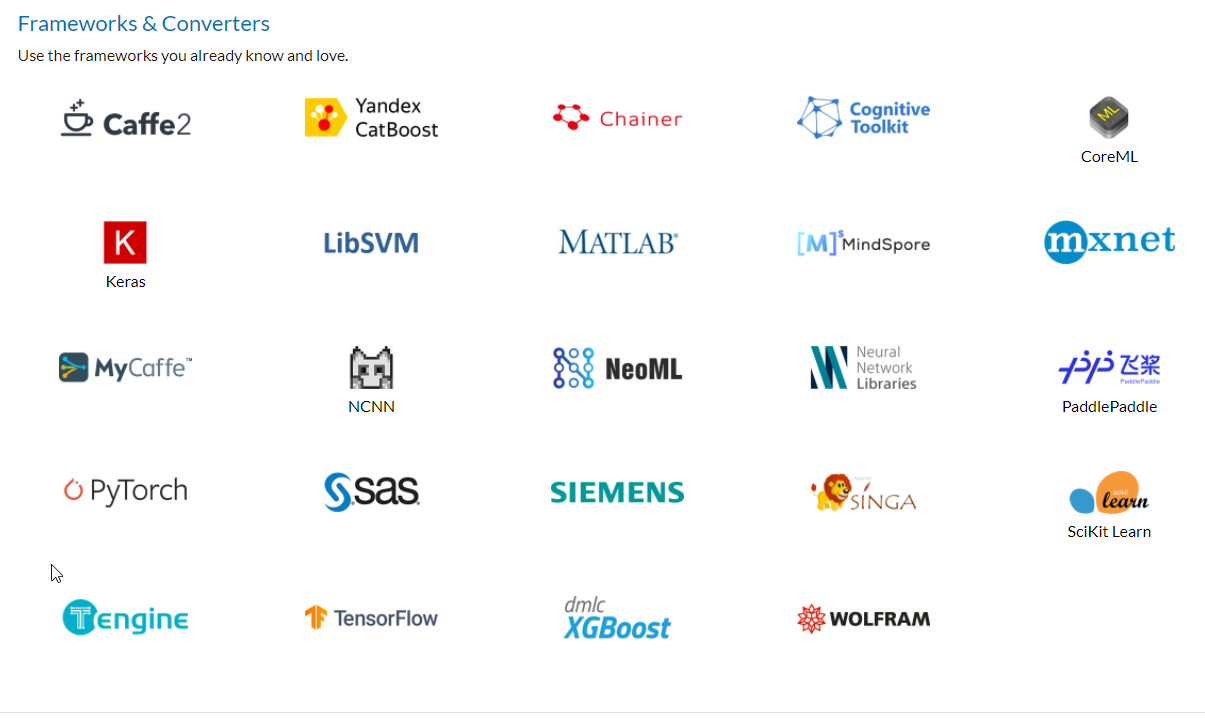 Frameworks & Converters
Use the frameworks you already know and love.
Caffe2
Yandex
CatBoost
Chainer
Cognitive
Toolkit
ML
CoreML
K
Keras
LibSVM
MATLAB®
[M]s MindSpore
mxnet
MyCaffe™
NCNN
NeoML
N
Neural
Network
Libraries
飞桨
PaddlePaddle
PaddlePaddle
PyTorch
sas
SIEMENS
SINGA
scikit
learn
SciKit Learn
Tengine
TensorFlow
dmlc
XGBoost
WOLFRAM